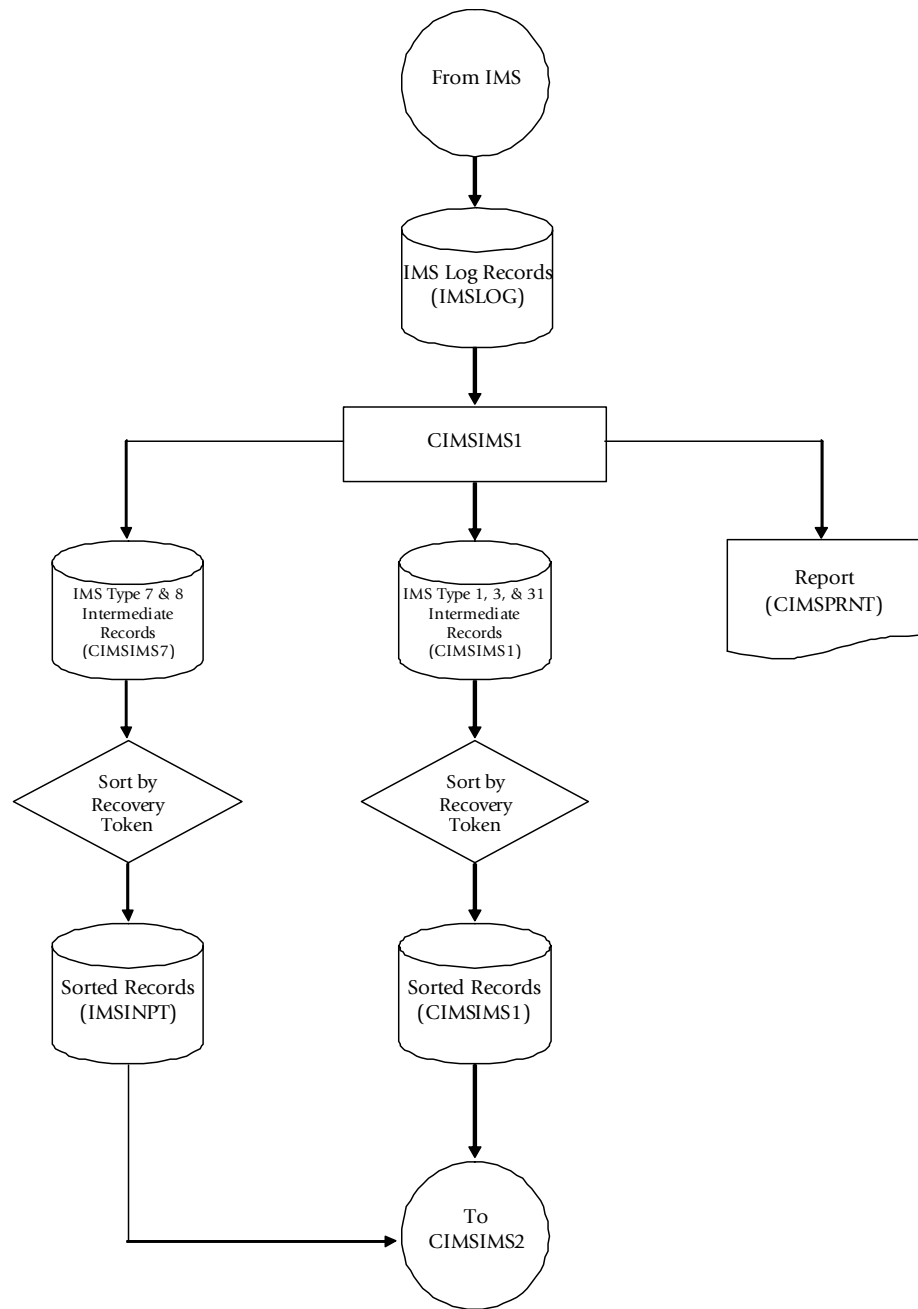 From IMS
IMS Log Records
(IMSLOG)
CIMSIMS1
IMS Type 7 & 8
Intermediate
Records
(CIMSIMS7)
IMS Type 1, 3, & 31
Intermediate
Records
(CIMSIMS1)
Report
(CIMSPRNT)
Sort by
Recovery
Token
Sort by
Recovery
Token
Sorted Records
(IMSINPT)
Sorted Records
(CIMSIMS1)
To
CIMSIMS2